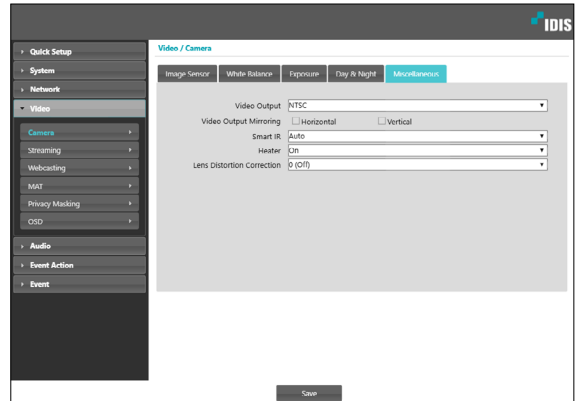 IDIS
Quick Setup
System
Network
Video
Camera
Streaming
Webcasting
MAT
Privacy Masking
OSD
Audio
Event Action
Event
Video / Camera
Image Sensor White Balance Exposure Day & Night Miscellaneous
Video Output NTSC
Video Output Mirroring Horizontal Vertical
Smart IR Auto
Heater On
Lens Distortion Correction 0 (Off)
Save